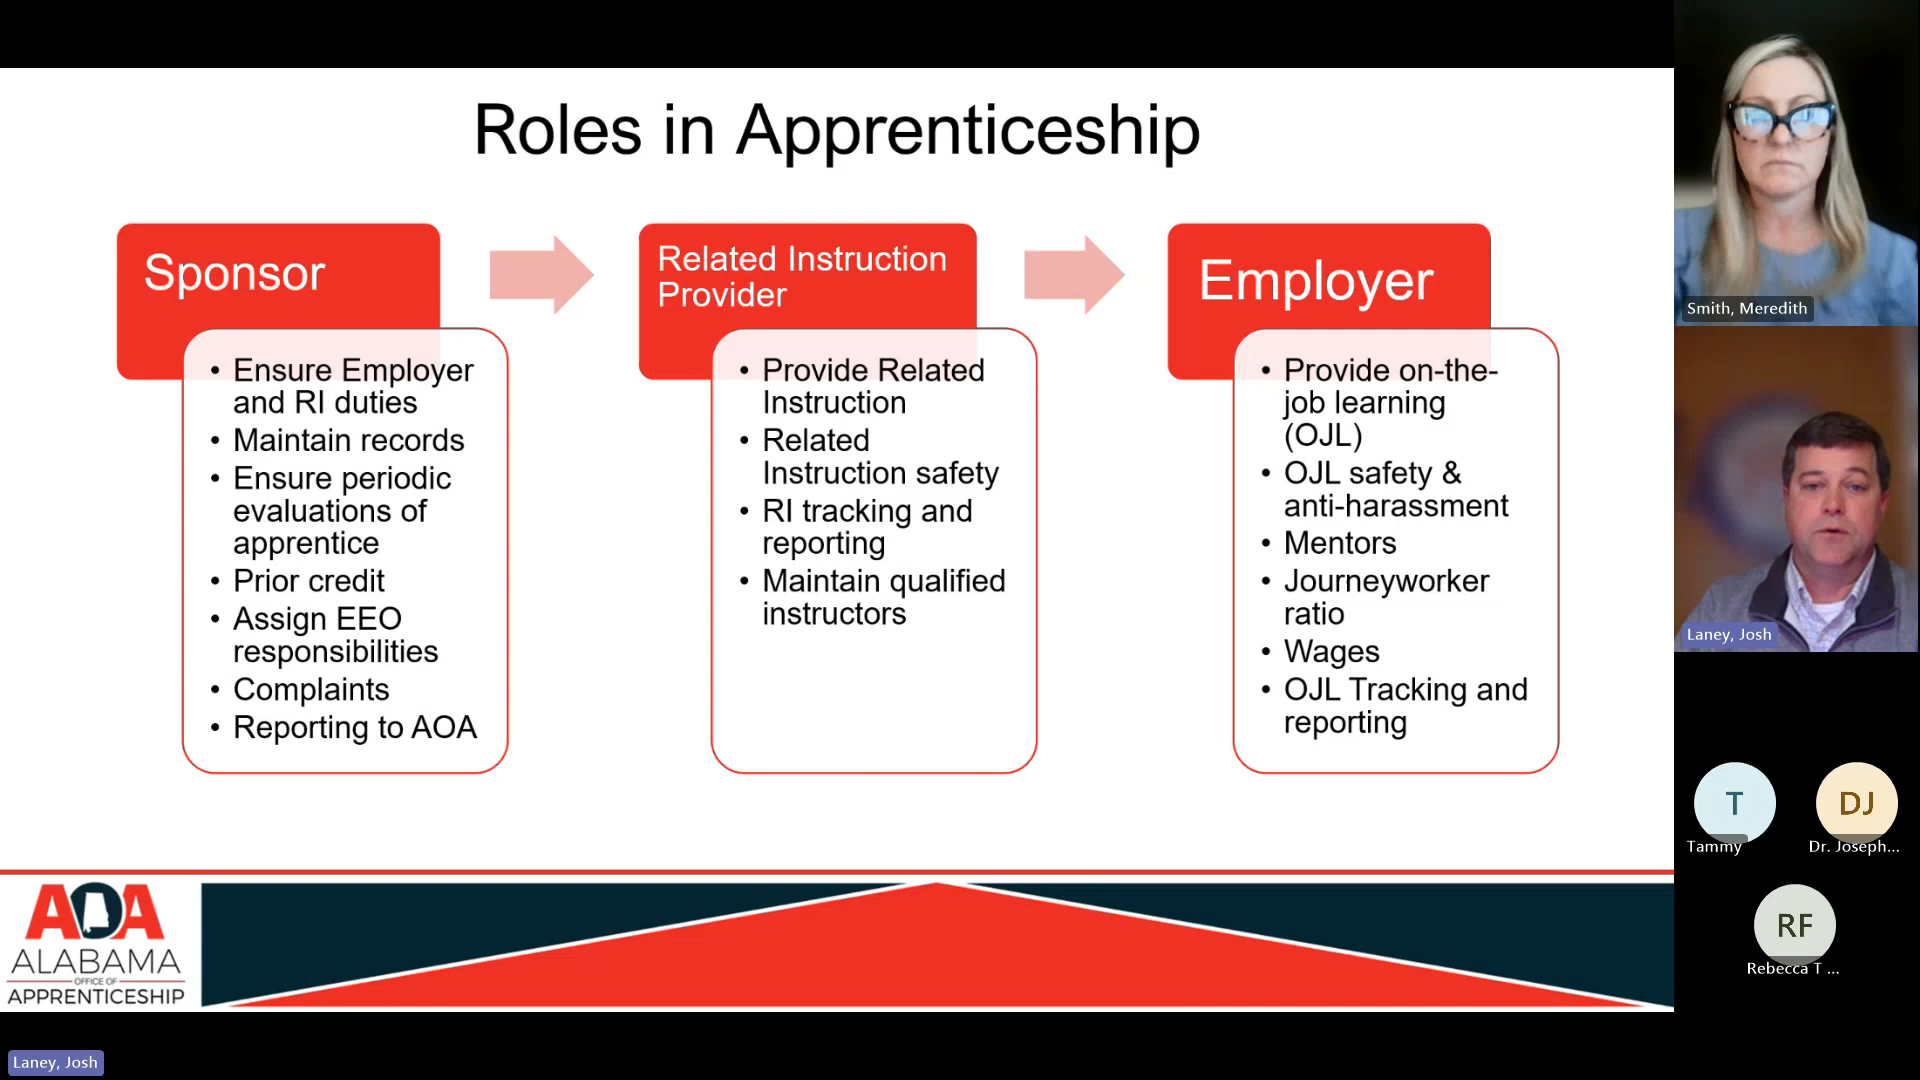 Roles in Apprenticeship
Sponsor
• Ensure Employer
and RI duties
• Maintain records
• Ensure periodic
evaluations of
apprentice
• Prior credit
• Assign EEO
responsibilities
• Complaints
• Reporting to AOA
Related Instruction
Provider
• Provide Related
Instruction
• Related
Instruction safety
• RI tracking and
reporting
• Maintain qualified
instructors
Employer
• Provide on-the-
job learning
(OJL)
• OJL safety &
anti-harassment
• Mentors
• Journeyworker
ratio
• Wages
• OJL Tracking and
reporting
AOA
ALABAMA
OFFICE OF
APPRENTICESHIP
Laney, Josh
Smith, Meredith
Laney, Josh
T
Tammy
DJ
Dr. Joseph...
RF
Rebecca T ...